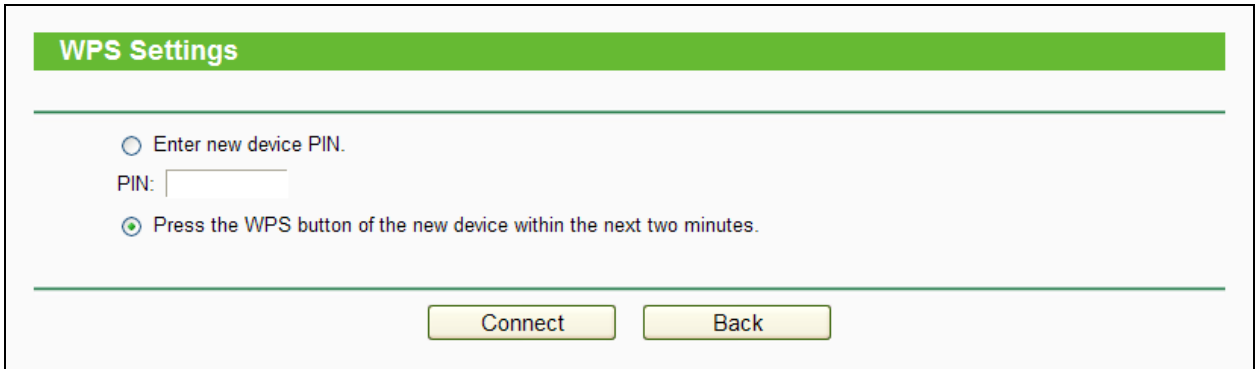 WPS Settings
Enter new device PIN.
PIN:
Press the WPS button of the new device within the next two minutes.
Connect Back